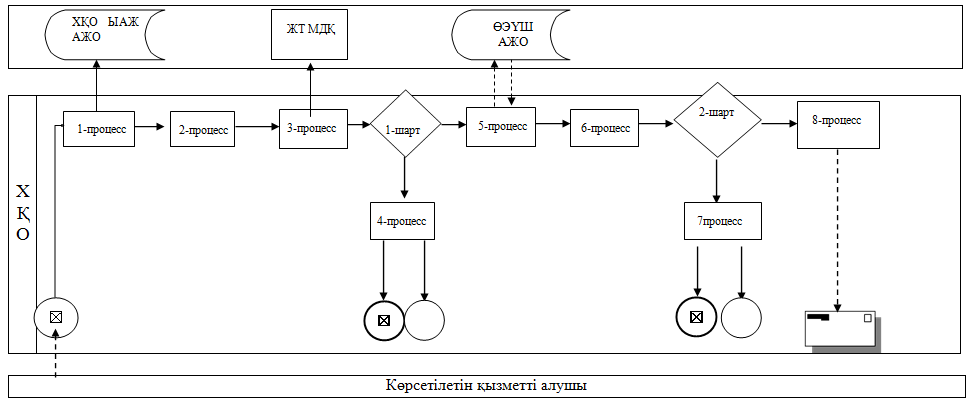 ХҚО ЫАЖ
АЖО
ЖТ МДҚ
ӨЭҮШ
АЖО
1-процесс
2-процесс
3-процесс
1-шарт
5-процесс
6-процесс
2-шарт
8-процесс
Х
Қ
О
4-процесс
7процесс
Көрсетілетін қызметті алушы